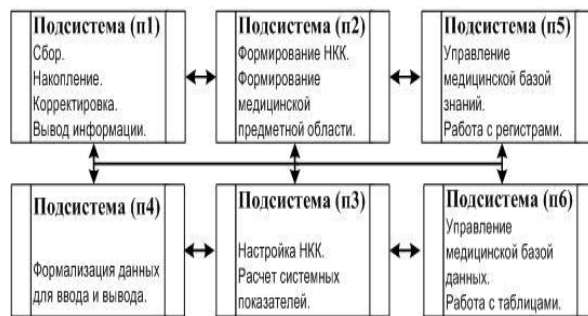 Подсистема (п1)
Сбор.
Накопление.
Корректировка.
Вывод информации.
Подсистема (п2)
Формирование НКК.
Формирование
медицинской
предметной области.
Подсистема (п5)
Управление
медицинской базой
знаний.
Работа с регистрами.
Подсистема (п4)
Формализация данных
для ввода и вывода.
Подсистема (п3)
Настройка НКК.
Расчет системных
показателей.
Подсистема (п6)
Управление
медицинской базой
данных.
Работа с таблицами.